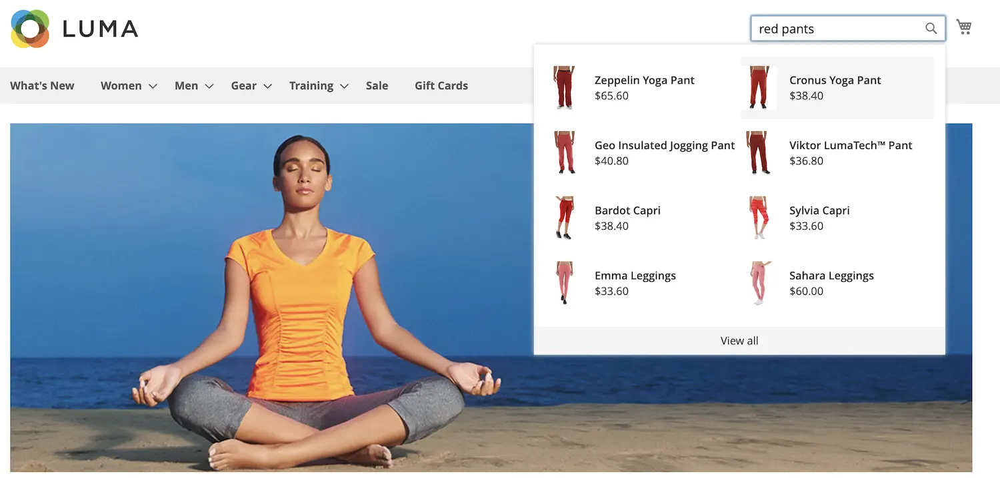 LUMA
red pants
What's New
Women
Men
Gear
Training
Sale
Gift Cards
Zeppelin Yoga Pant
$65.60
Cronus Yoga Pant
$38.40
Geo Insulated Jogging Pant
$40.80
Viktor LumaTech™ Pant
$36.80
Bardot Capri
$38.40
Sylvia Capri
$33.60
Emma Leggings
$33.60
Sahara Leggings
$60.00
View all